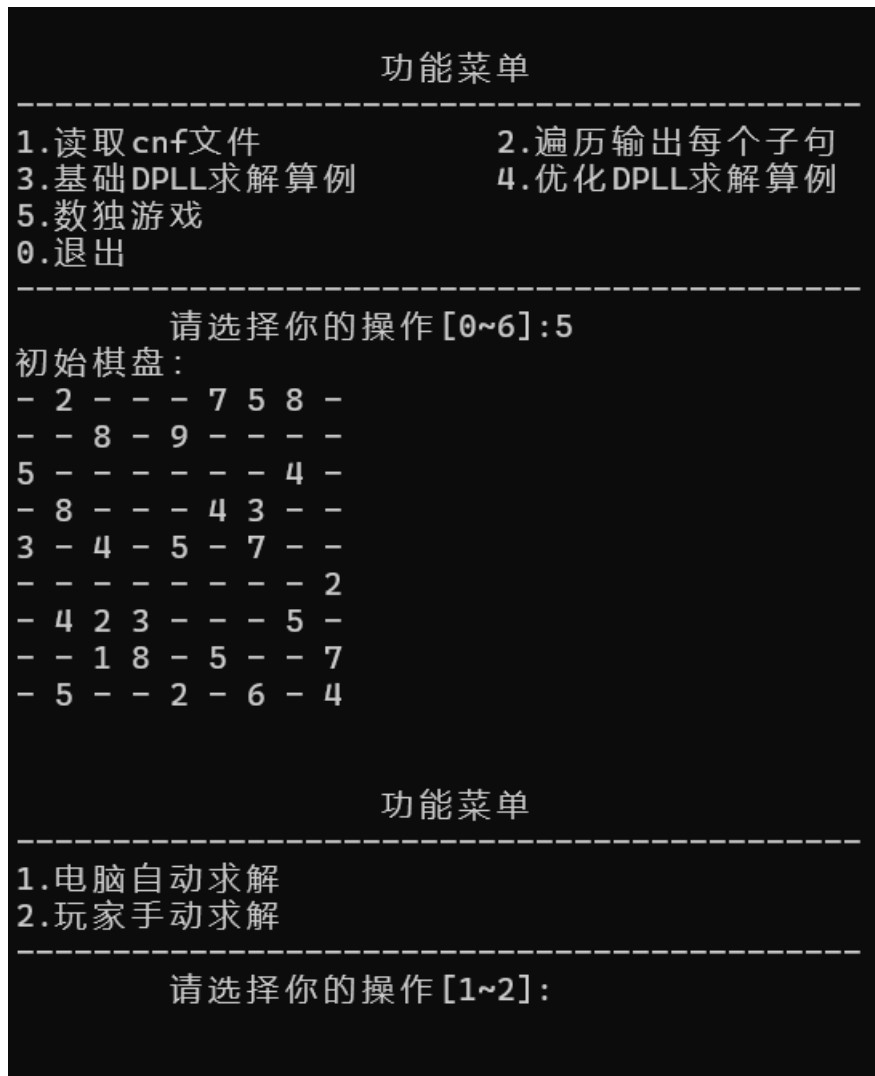 功能菜单
--------------------------------------------
1.读取cnf文件 2.遍历输出每个子句
3.基础DPLL求解算例 4.优化DPLL求解算例
5.数独游戏
0.退出
--------------------------------------------
请选择你的操作[0~6]:5
初始棋盘:
- 2 - - - 7 5 8 -
- - 8 - 9 - - - -
5 - - - - - - 4 -
- 8 - - - 4 3 - -
3 - 4 - 5 - 7 - -
- - - - - - - - 2
- 4 2 3 - - - 5 -
- - 1 8 - 5 - - 7
- 5 - - 2 - 6 - 4
功能菜单
--------------------------------------------
1.电脑自动求解
2.玩家手动求解
--------------------------------------------
请选择你的操作[1~2]: